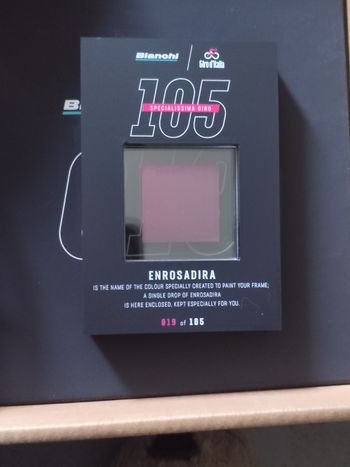 Bianchi
Giro d'Italia
105
SPECIALISSIMA GIRO
ENROSADIRA
IS THE NAME OF THE COLOUR SPECIALLY CREATED TO PAINT YOUR FRAME;
A SINGLE DROP OF ENROSADIRA
IS HERE ENCLOSED, KEPT ESPECIALLY FOR YOU.
019 of 105